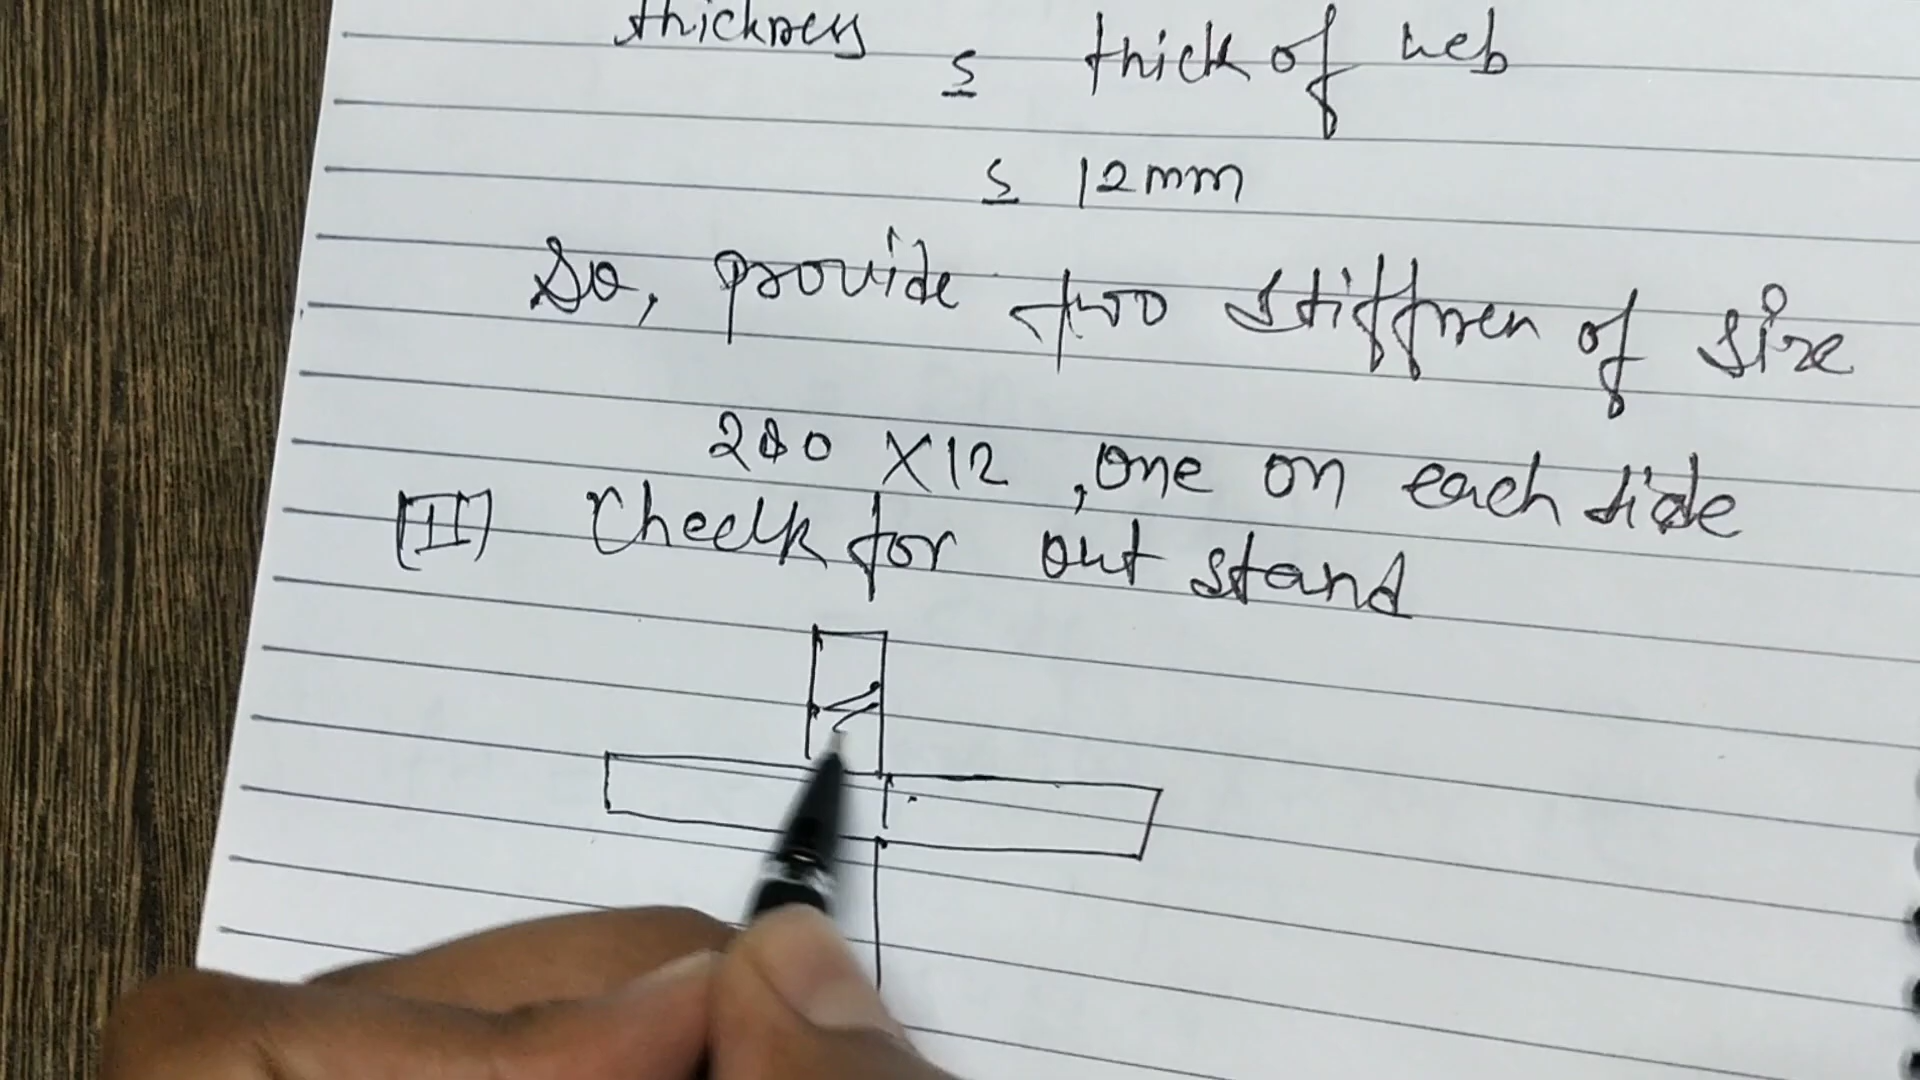 thickness ≤ thick of web
≤ 12mm
So, provide two stiffnen of size
200 X12, one on each side
(II) Check for out stand